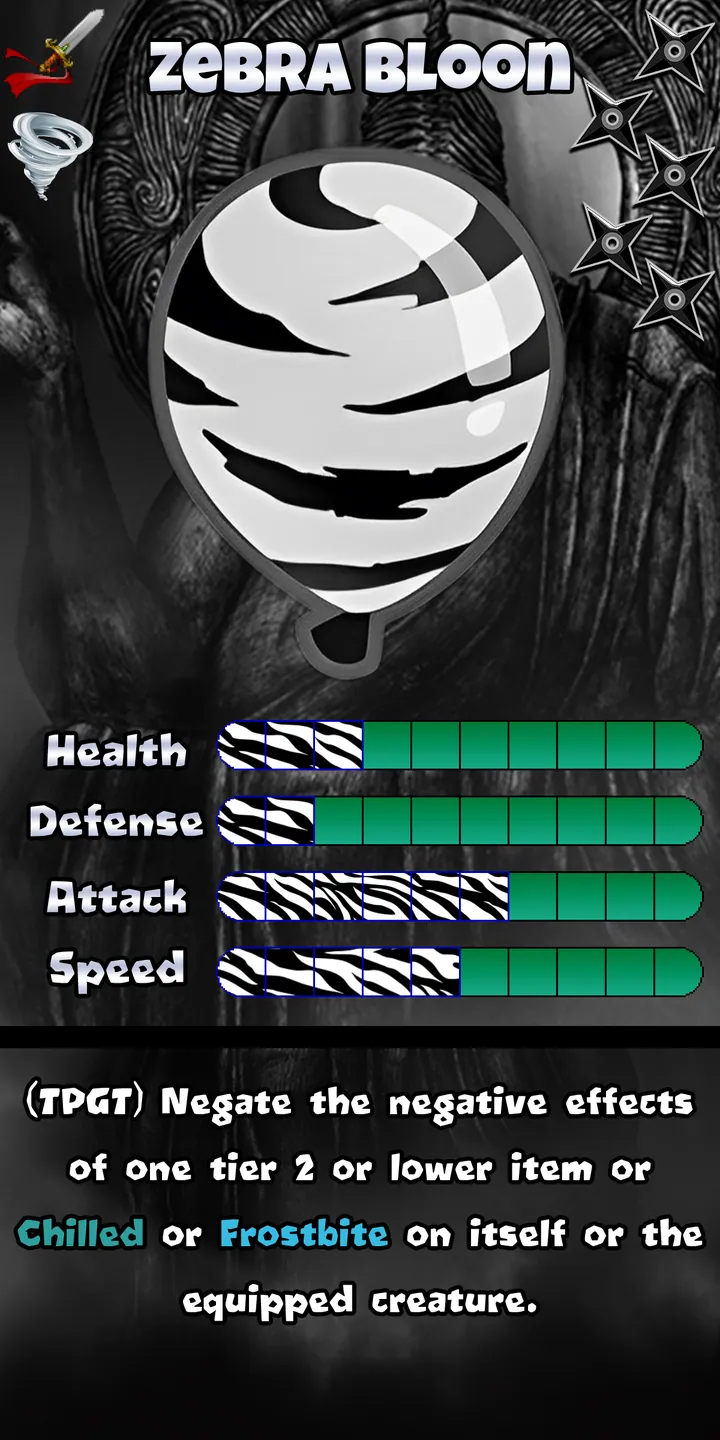 Zebra Bloon
Health
Defense
Attack
Speed
(TPGT) Negate the negative effects
of one tier 2 or lower item or
Chilled or Frostbite on itself or the
equipped creature.